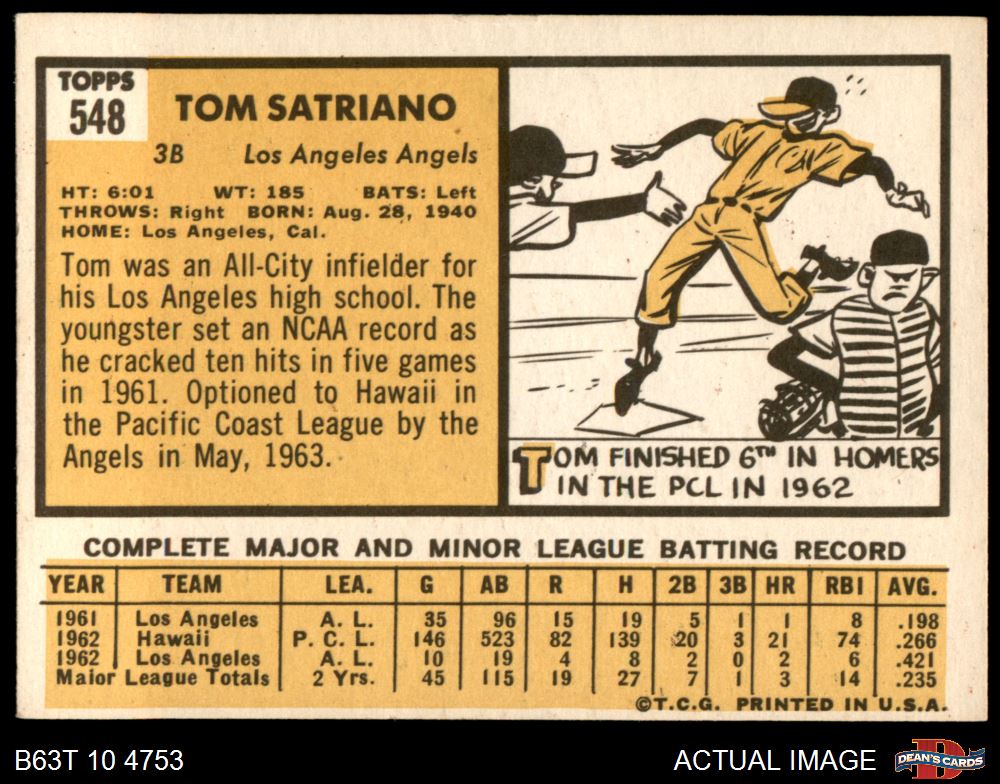 TOPPS
548
TOM SATRIANO
3B Los Angeles Angels
HT: 6:01 WT: 185 BATS: Left
THROWS: Right BORN: Aug. 28, 1940
HOME: Los Angeles, Cal.
Tom was an All-City infielder for
his Los Angeles high school. The
youngster set an NCAA record as
he cracked ten hits in five games
in 1961. Optioned to Hawaii in
the Pacific Coast League by the
Angels in May, 1963.
TOM FINISHED 6TH IN HOMERS
IN THE PCL IN 1962
COMPLETE MAJOR AND MINOR LEAGUE BATTING RECORD
YEAR TEAM LEA. G AB R H 2B 3B HR RBI AVG.
1961 Los Angeles A. L. 35 96 15 19 5 1 1 8 .198
1962 Hawaii P. C. L. 146 523 82 139 20 3 21 74 .266
1962 Los Angeles A. L. 10 19 4 8 2 0 2 6 .421
Major League Totals 2 Yrs. 45 115 19 27 7 1 3 14 .235
©T.C.G. PRINTED IN U.S.A.
B63T 10 4753 ACTUAL IMAGE
DEAN'S CARDS